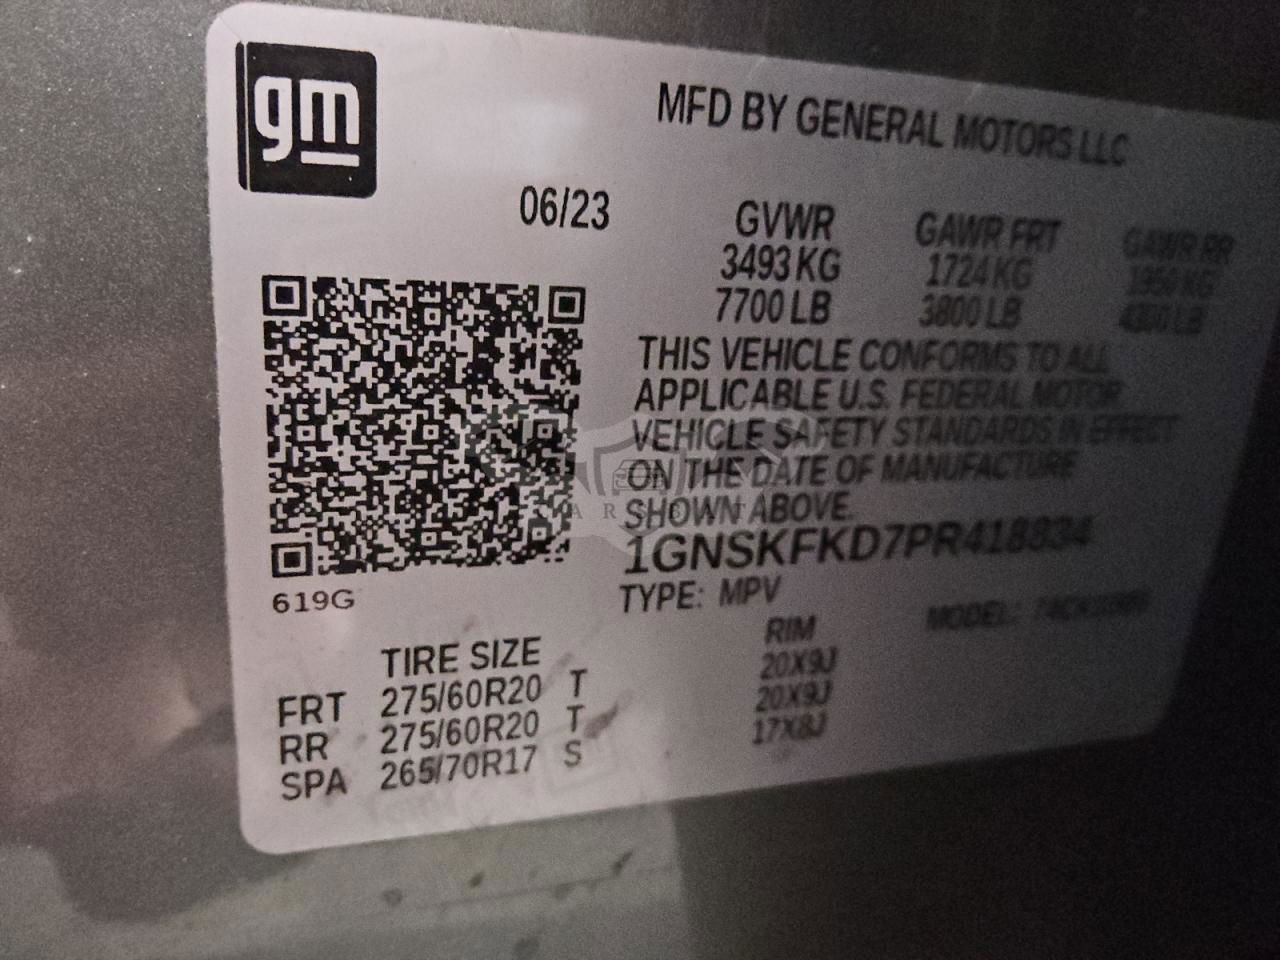 gm
MFD BY GENERAL MOTORS LLC
06/23
GVWR GAWR FRT GAWR RR
3493 KG 1724 KG 1950 KG
7700 LB 3800 LB LB
THIS VEHICLE CONFORMS TO ALL
APPLICABLE U.S. FEDERAL MOTOR
VEHICLE SAFETY STANDARDS IN EFFECT
ON THE DATE OF MANUFACTURE
SHOWN ABOVE.
1GNSKFKD7PR418834
619G
TYPE: MPV MODEL:
TIRE SIZE RIM
FRT 275/60R20 T 20X9J
RR 275/60R20 T 20X9J
SPA 265/70R17 S 17X8J